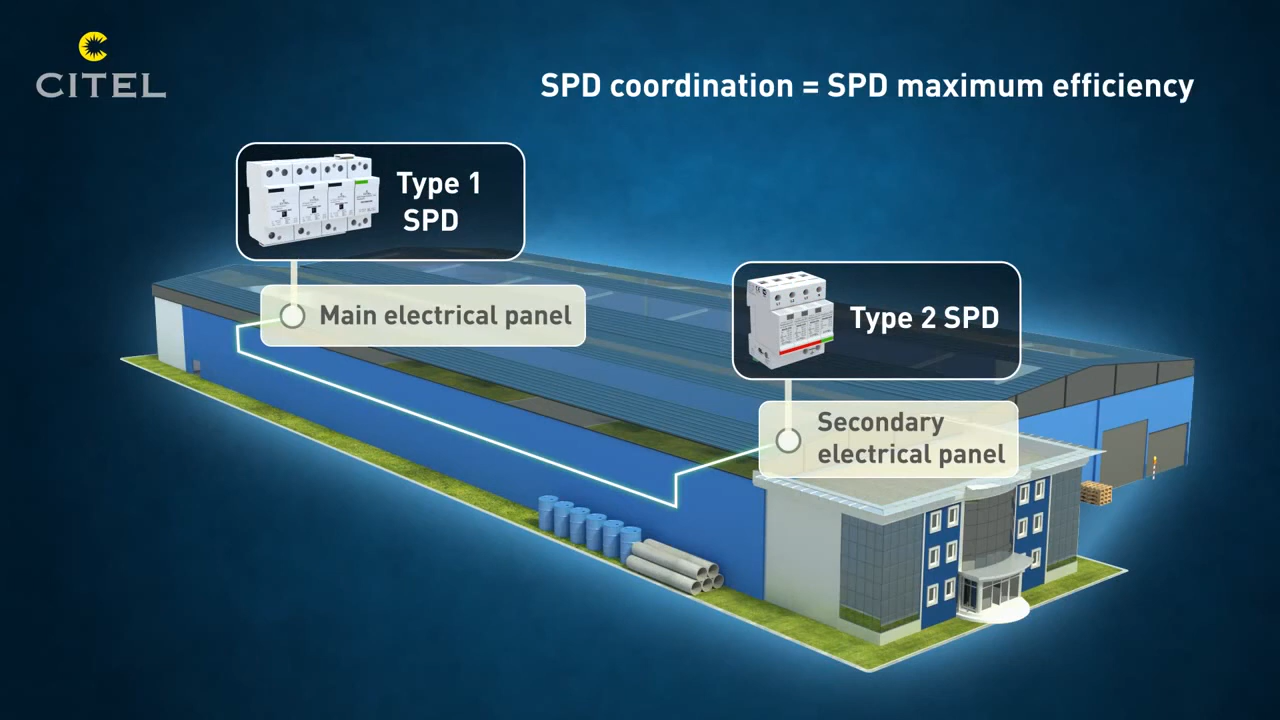 CITEL
SPD coordination = SPD maximum efficiency
Type 1
SPD
Main electrical panel
Type 2 SPD
Secondary
electrical panel